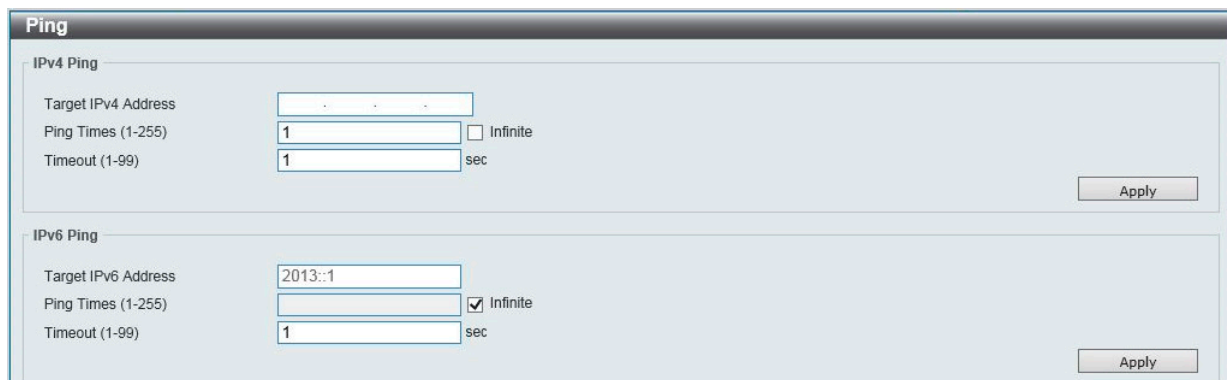 Ping
IPv4 Ping
Target IPv4 Address . . .
Ping Times (1-255) 1 Infinite
Timeout (1-99) 1 sec
Apply
IPv6 Ping
Target IPv6 Address 2013::1
Ping Times (1-255) Infinite
Timeout (1-99) 1 sec
Apply